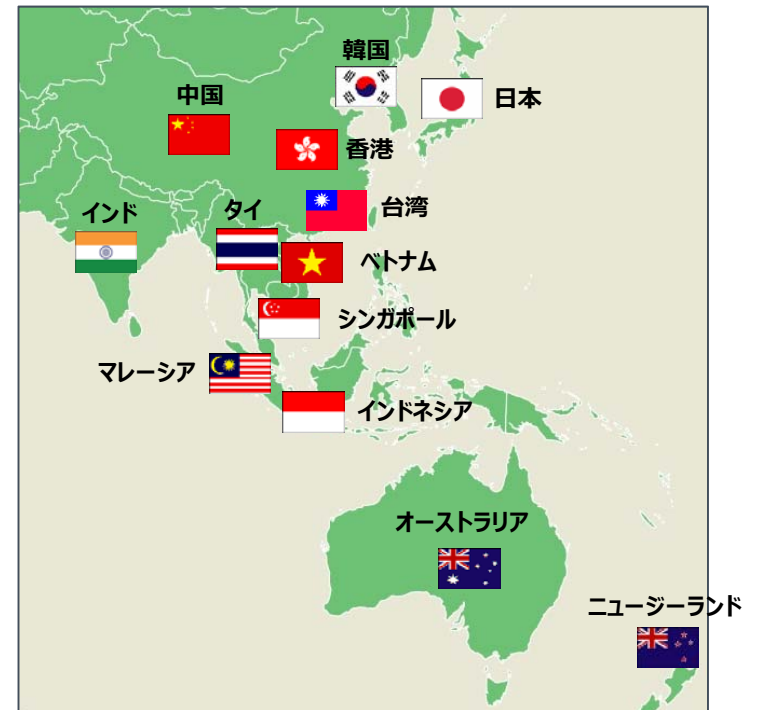 韓国
中国
日本
香港
インド
タイ
台湾
ベトナム
シンガポール
マレーシア
インドネシア
オーストラリア
ニュージーランド